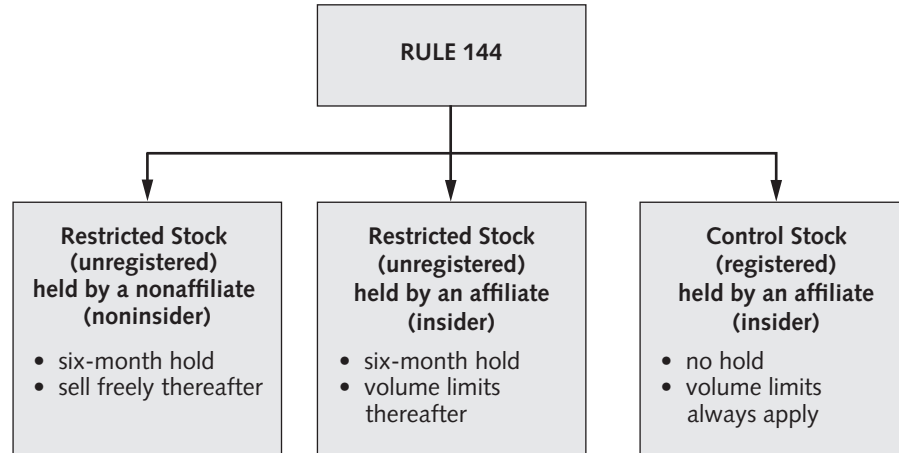 RULE 144
Restricted Stock
(unregistered)
held by a nonaffiliate
(noninsider)
• six-month hold
• sell freely thereafter
Restricted Stock
(unregistered)
held by an affiliate
(insider)
• six-month hold
• volume limits
thereafter
Control Stock
(registered)
held by an affiliate
(insider)
• no hold
• volume limits
always apply